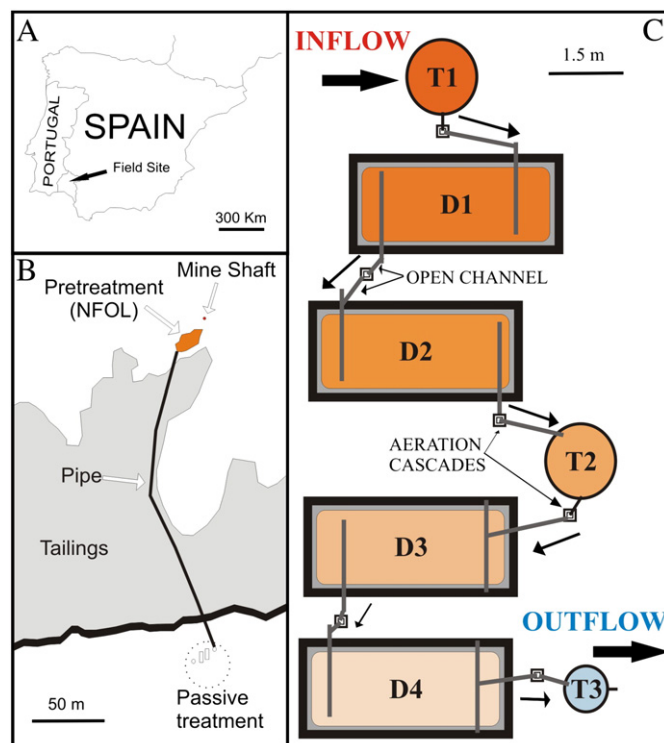 A
PORTUGAL
SPAIN
Field Site
300 Km
B
Mine Shaft
Pretreatment
(NFOL)
Pipe
Tailings
50 m
Passive
treatment
C
INFLOW
T1
1.5 m
D1
OPEN CHANNEL
D2
AERATION
CASCADES
T2
D3
OUTFLOW
D4
T3